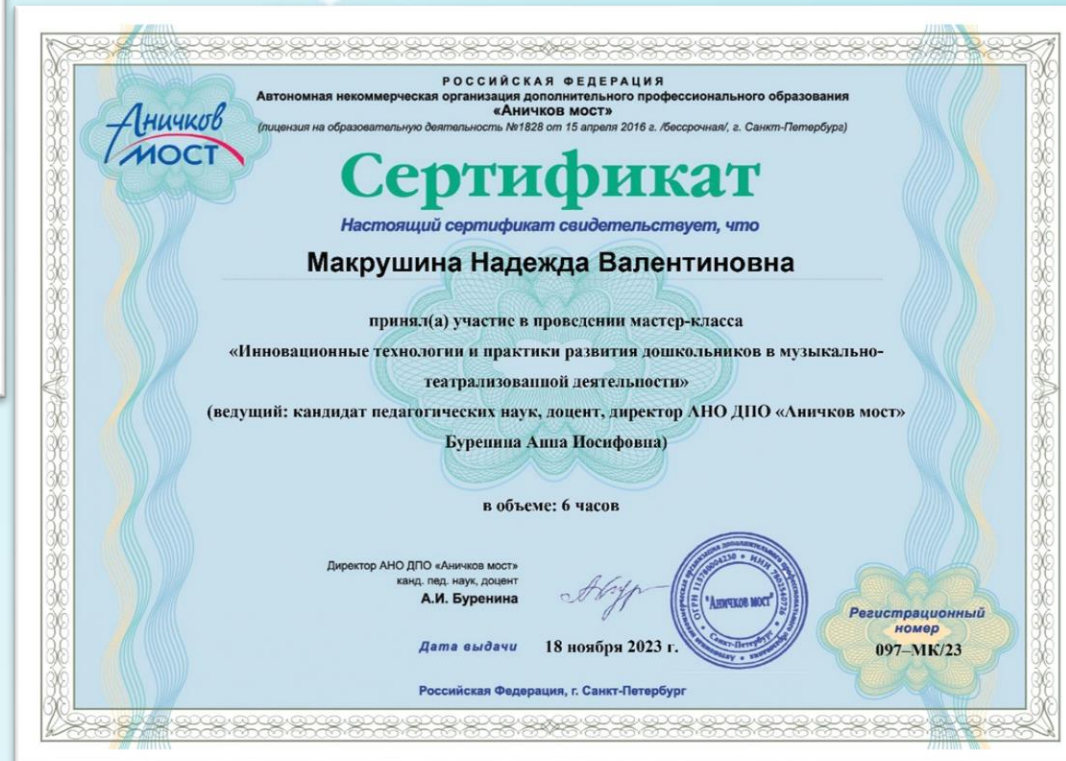 Аничков
МОСТ
РОССИЙСКАЯ ФЕДЕРАЦИЯ
Автономная некоммерческая организация дополнительного профессионального образования
«Аничков мост»
(лицензия на образовательную деятельность №1828 от 15 апреля 2016 г. /бессрочная/, г. Санкт-Петербург)
Сертификат
Настоящий сертификат свидетельствует, что
Макрушина Надежда Валентиновна
принял(а) участие в проведении мастер-класса
«Инновационные технологии и практики развития дошкольников в музыкально-
театрализованной деятельности»
(ведущий: кандидат педагогических наук, доцент, директор АНО ДПО «Аничков мост»
Буренина Анна Иосифовна)
в объеме: 6 часов
Директор АНО ДПО «Аничков мост»
канд. пед. наук, доцент
А.И. Буренина
"Аничков мост"
Санкт-Петербург
Дата выдачи 18 ноября 2023 г.
Регистрационный
номер
097–МК/23
Российская Федерация, г. Санкт-Петербург